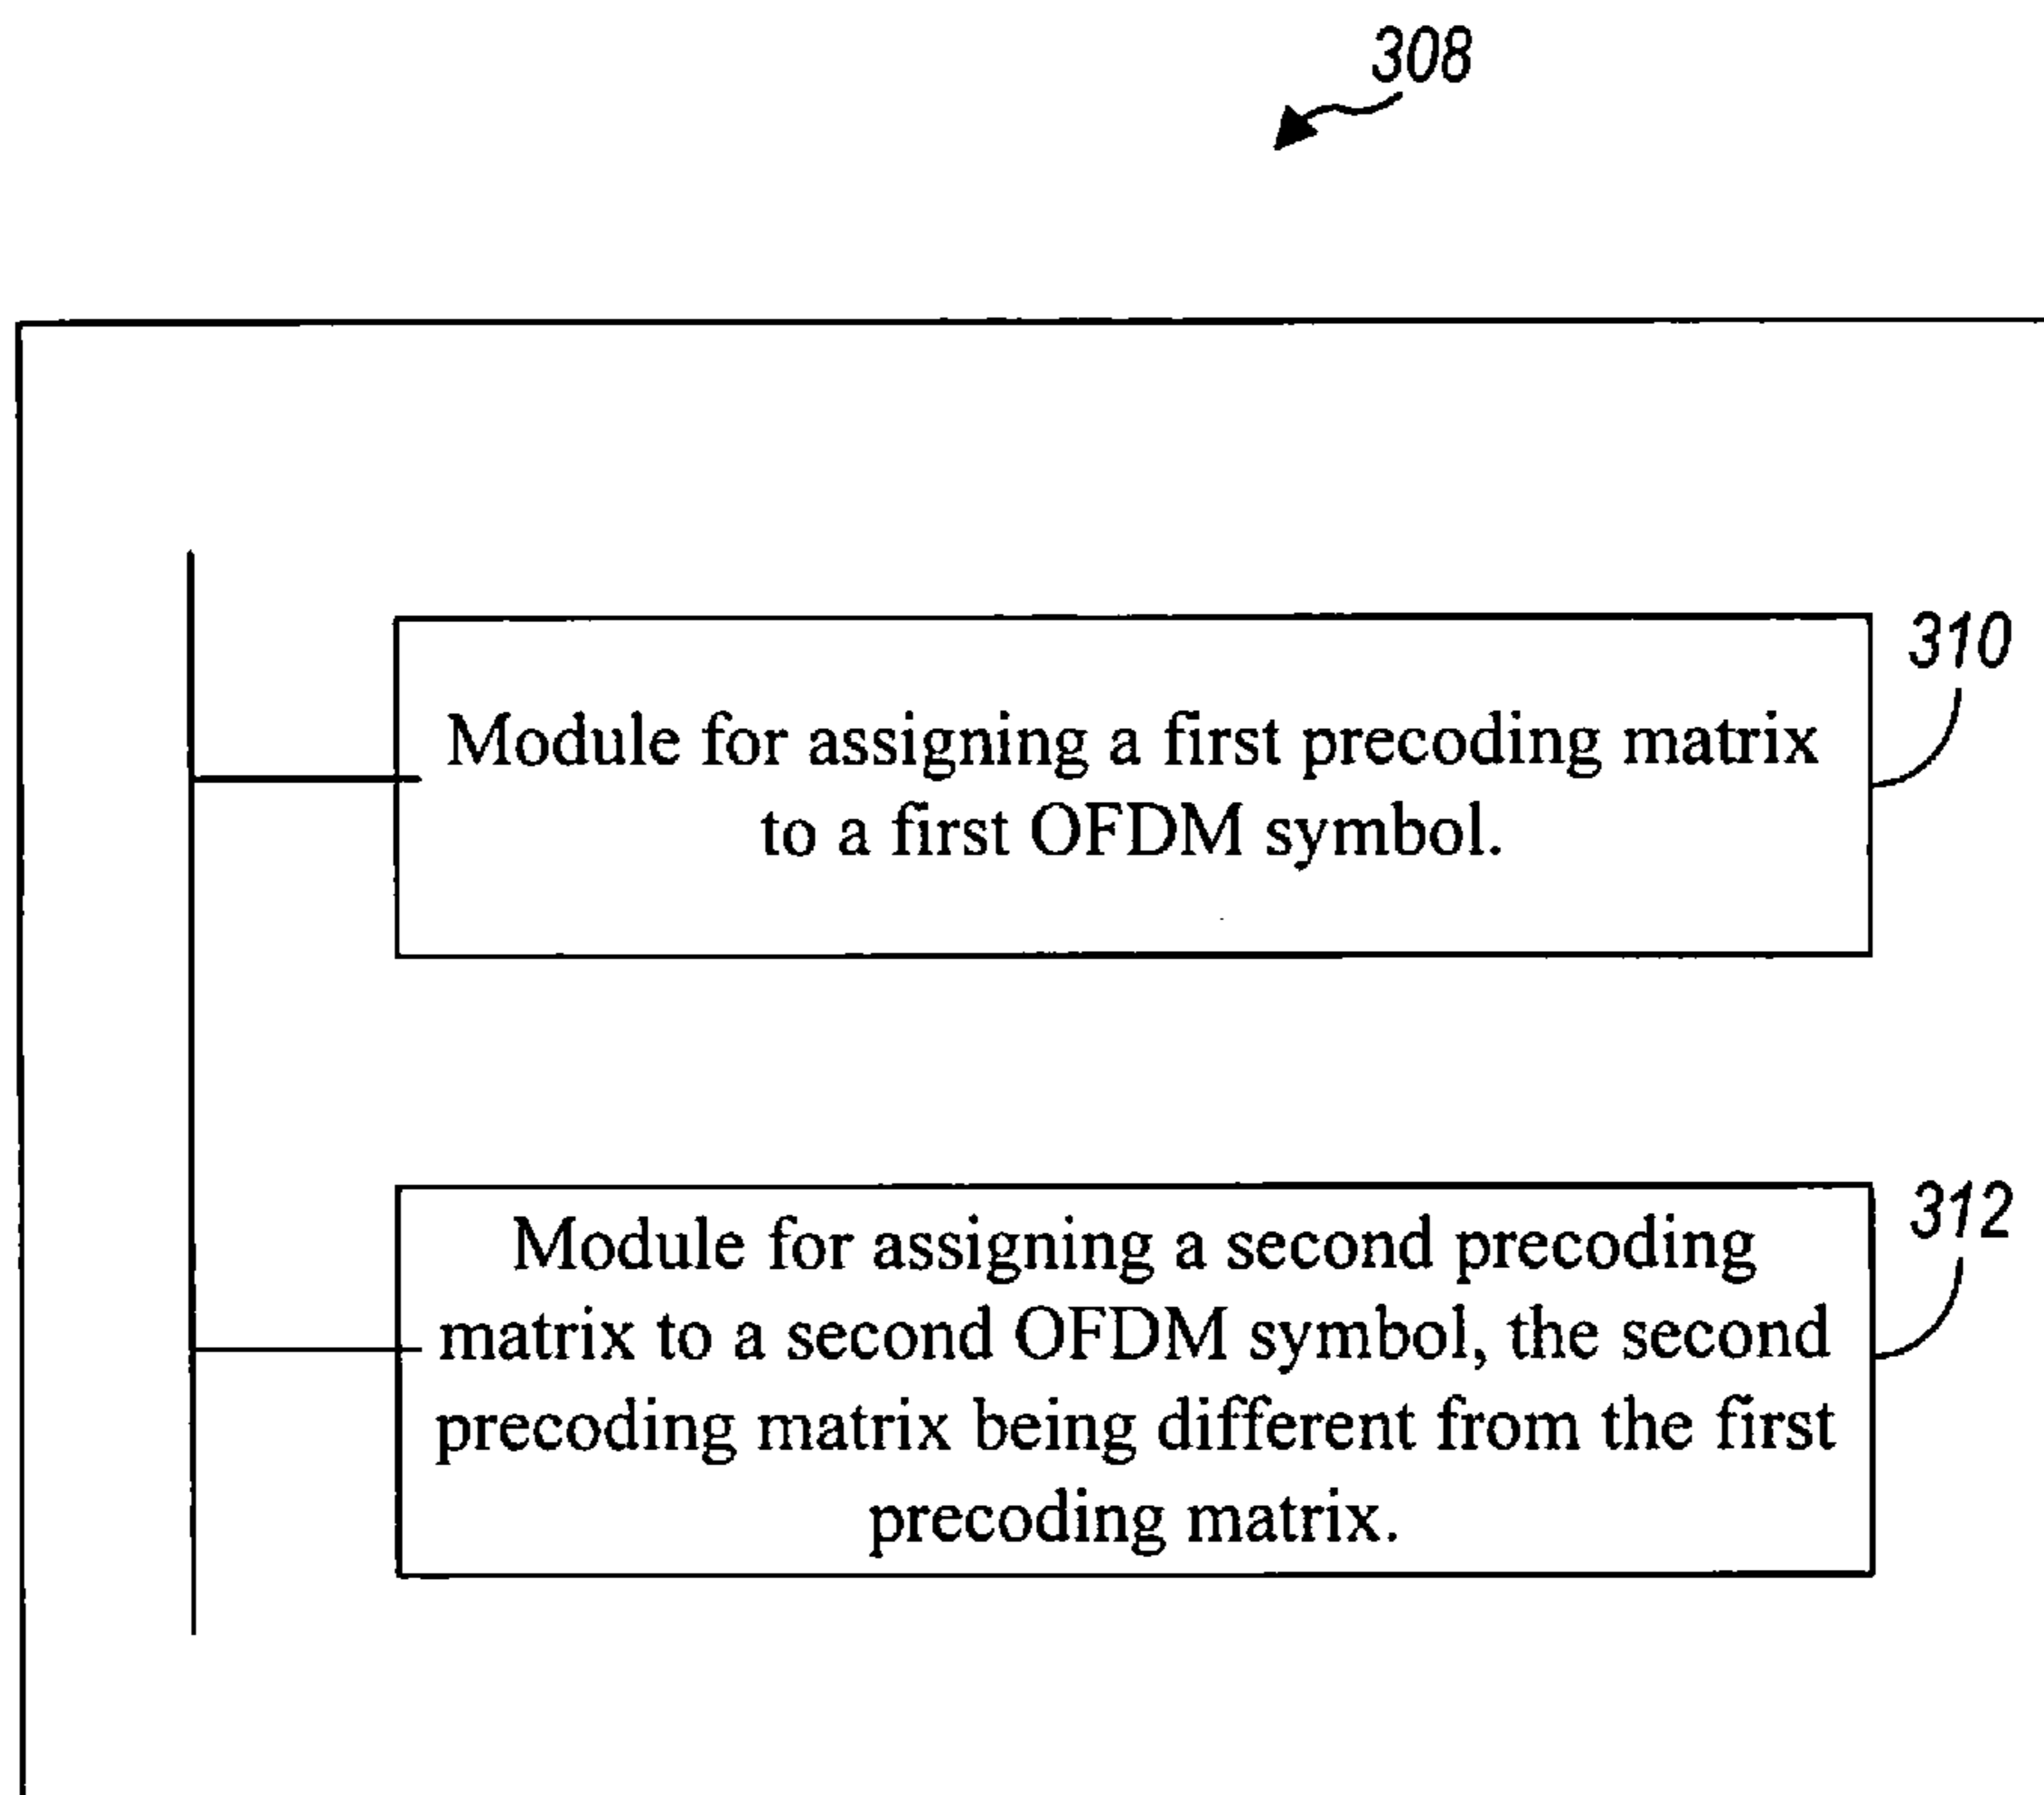 308
310
Module for assigning a first precoding matrix
to a first OFDM symbol.
312
Module for assigning a second precoding
matrix to a second OFDM symbol, the second
precoding matrix being different from the first
precoding matrix.